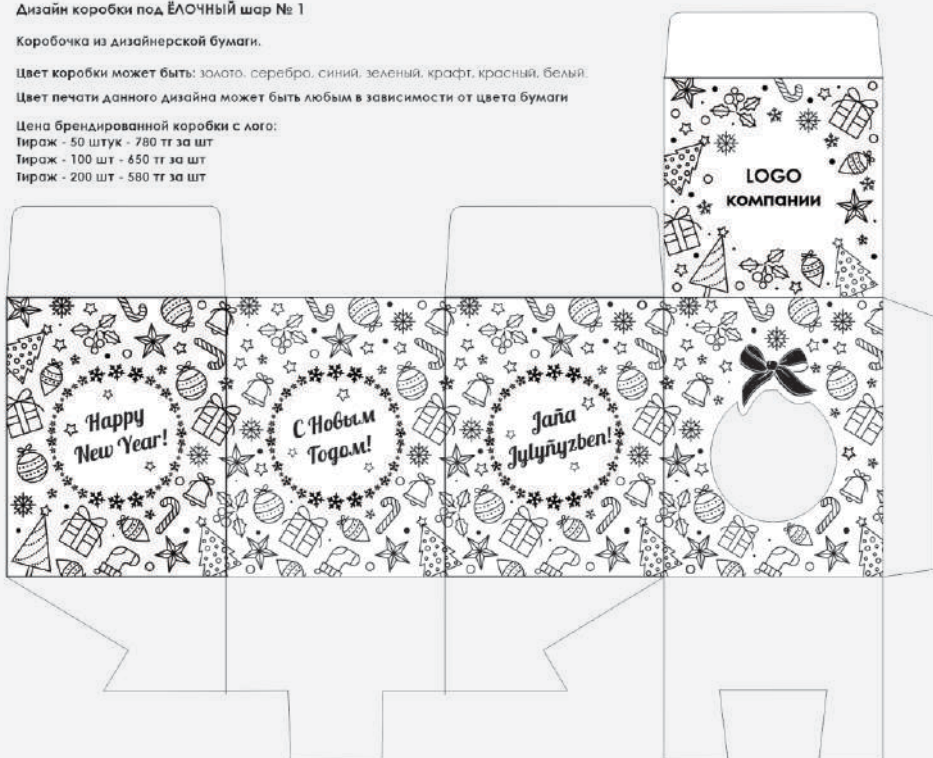 Дизайн коробки под ЁЛОЧНЫЙ шар № 1
Коробочка из дизайнерской бумаги.
Цвет коробки может быть: золото, серебро, синий, зеленый, крафт, красный, белый.
Цвет печати данного дизайна может быть любым в зависимости от цвета бумаги
Цена брендированной коробки с лого:
Тираж - 50 штук - 780 тг за шт
Тираж - 100 шт - 650 тг за шт
Тираж - 200 шт - 580 тг за шт
LOGO
компании
Happy
New Year!
С Новым
Годом!
Jańa
Jylyńyzben!